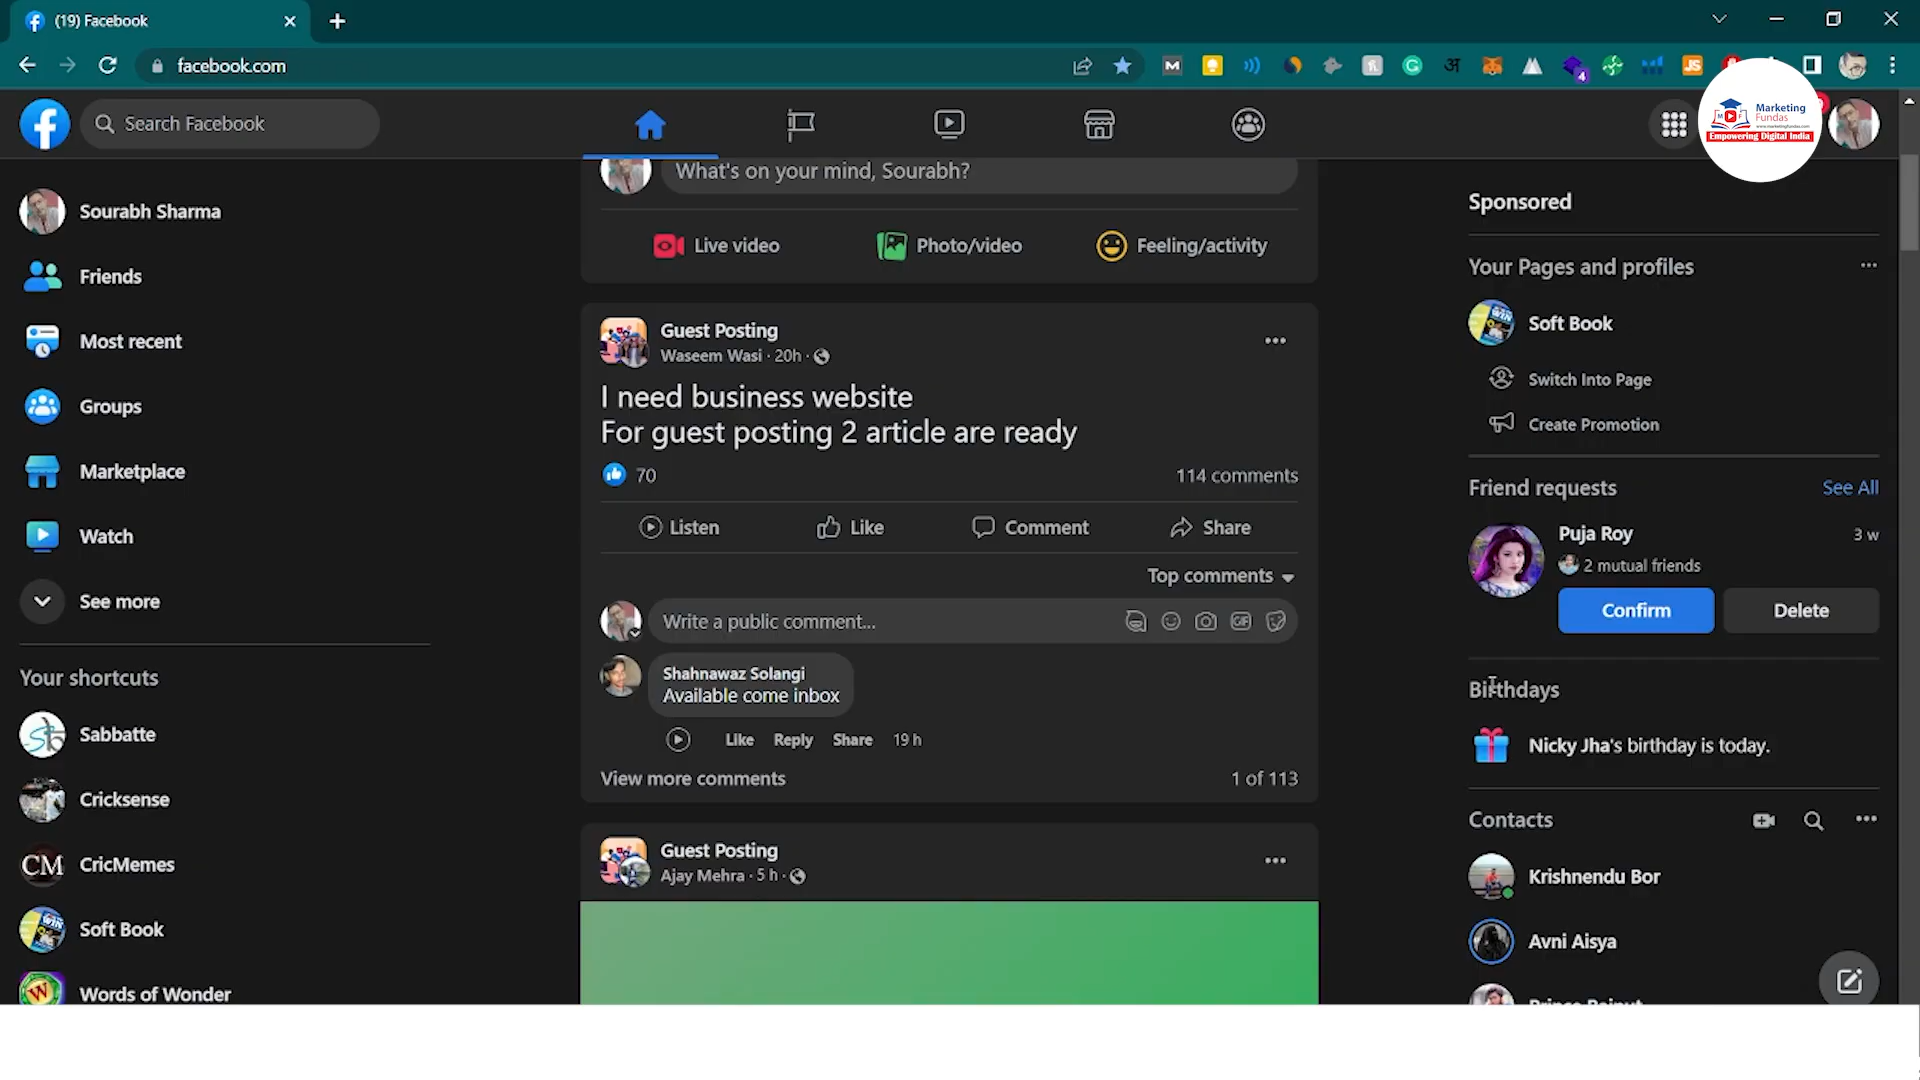 (19) Facebook
facebook.com
Marketing
Fundas
www.marketingfundas.com
Empowering Digital India
Search Facebook
Sourabh Sharma
Friends
Most recent
Groups
Marketplace
Watch
See more
Your shortcuts
Sabbatte
Cricksense
CM
CricMemes
Soft Book
Words of Wonder
What's on your mind, Sourabh?
Live video
Photo/video
Feeling/activity
Guest Posting
Waseem Wasi · 20h ·
I need business website
For guest posting 2 article are ready
70
114 comments
Listen
Like
Comment
Share
Top comments
Write a public comment...
GIF
Shahnawaz Solangi
Available come inbox
Like Reply Share 19 h
View more comments
1 of 113
Guest Posting
Ajay Mehra · 5 h ·
Sponsored
Your Pages and profiles
Soft Book
Switch Into Page
Create Promotion
Friend requests
See All
Puja Roy
3 w
2 mutual friends
Confirm
Delete
Birthdays
Nicky Jha's birthday is today.
Contacts
Krishnendu Bor
Avni Aisya